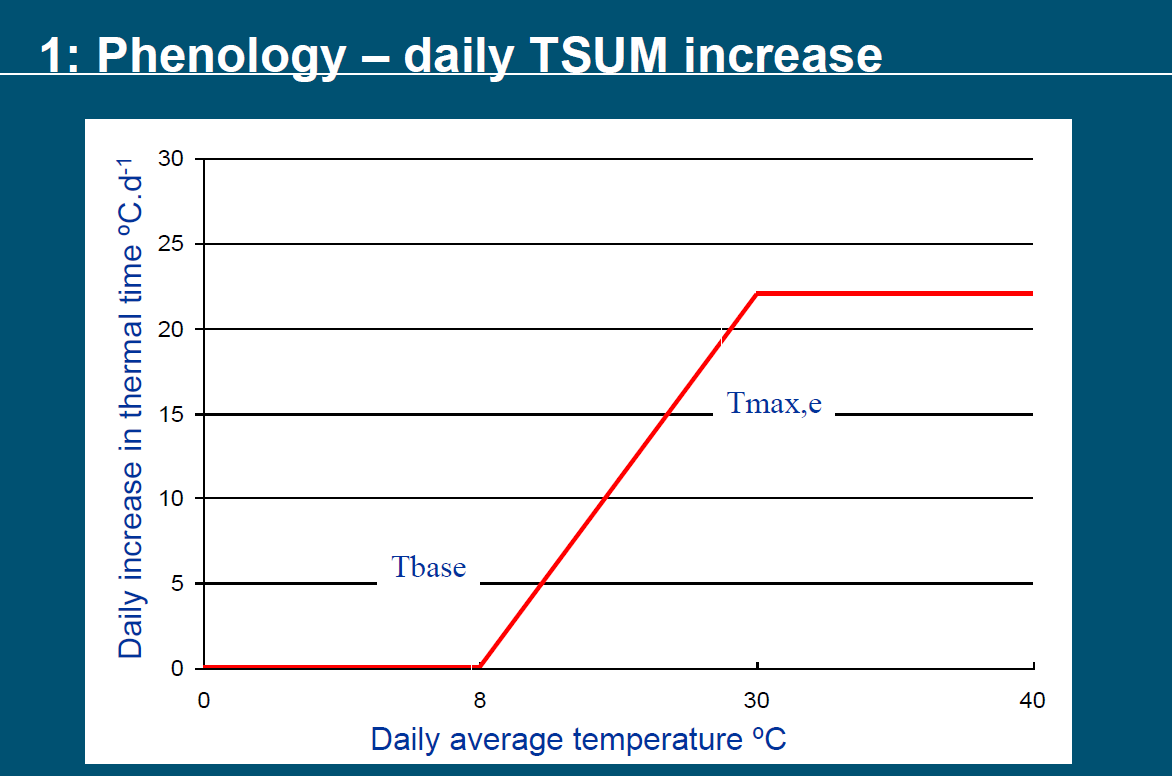 1: Phenology – daily TSUM increase
Daily increase in thermal time ºC.d-1
30
25
20
15
10
5
0
Tmax,e
Tbase
0 8 30 40
Daily average temperature ºC